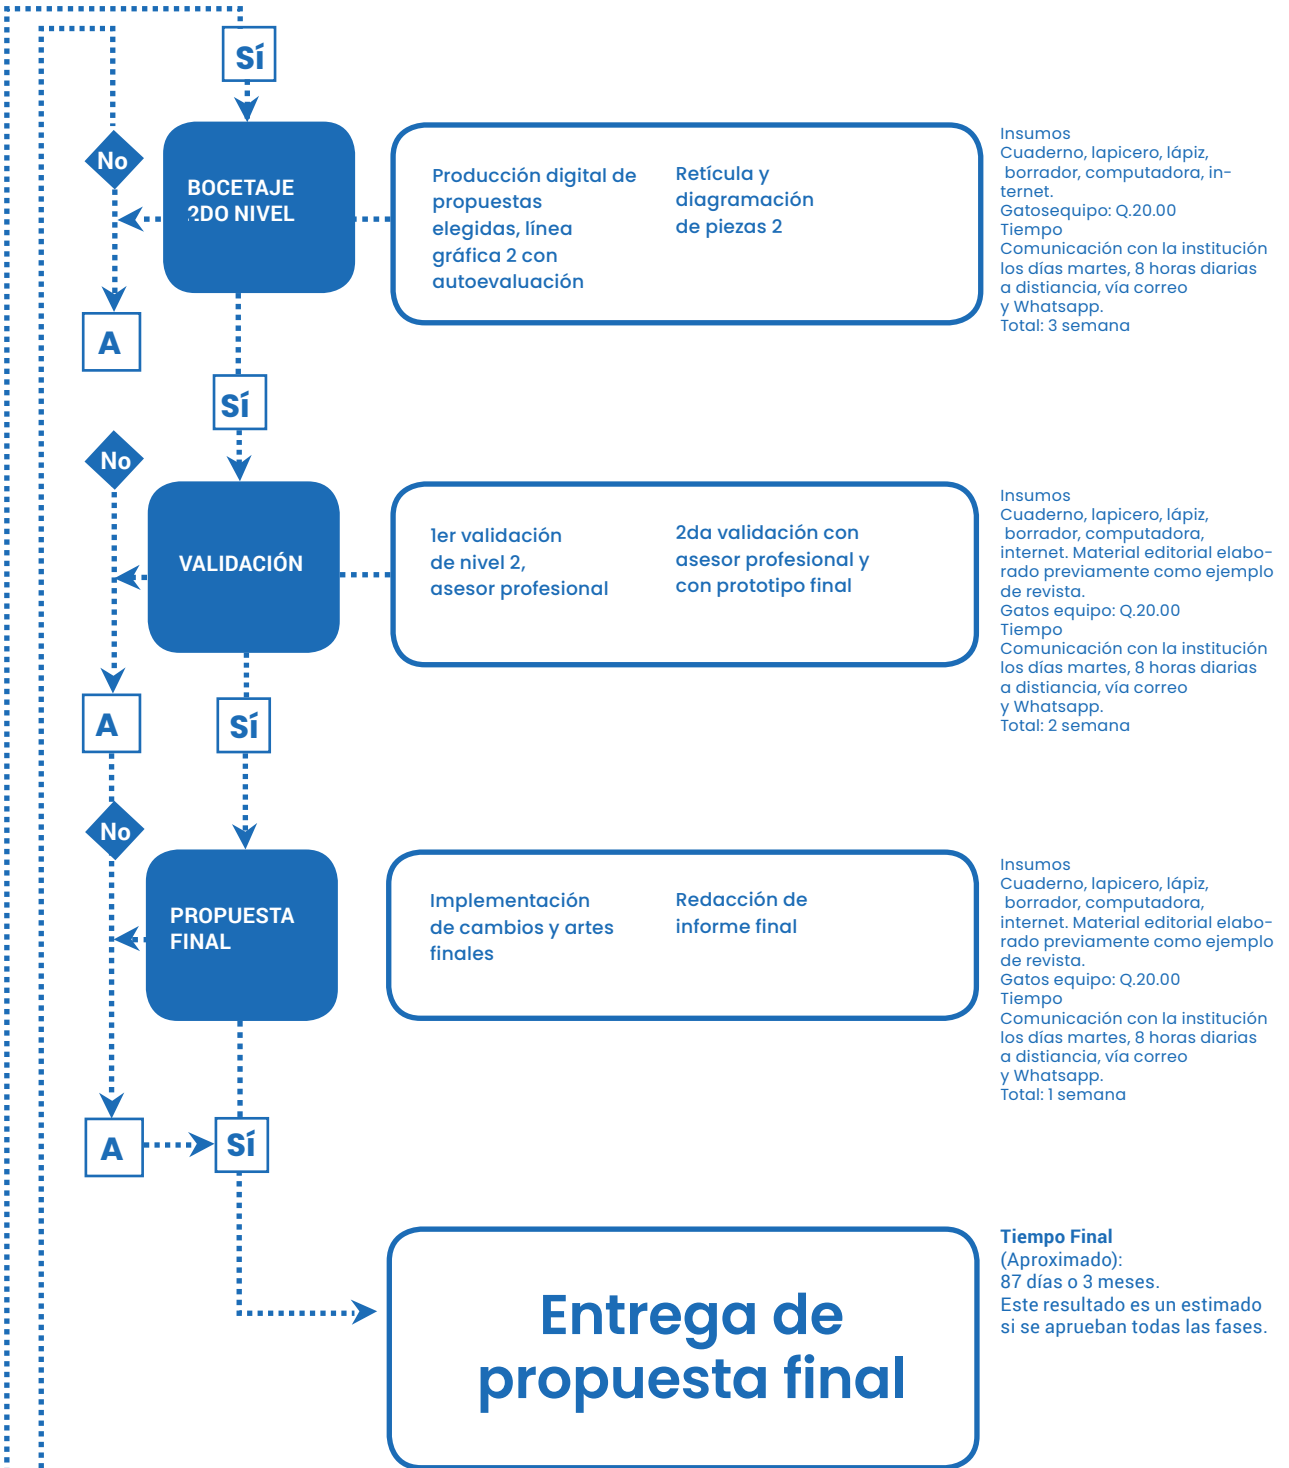 Sí
No
BOCETAJE
2DO NIVEL
Producción digital de
propuestas
elegidas, línea
gráfica 2 con
autoevaluación
Retícula y
diagramación
de piezas 2
Insumos
Cuaderno, lapicero, lápiz,
borrador, computadora, in-
ternet.
Gatosequipo: Q.20.00
Tiempo
Comunicación con la institución
los días martes, 8 horas diarias
a distiancia, vía correo
y Whatsapp.
Total: 3 semana
A
Sí
No
VALIDACIÓN
1er validación
de nivel 2,
asesor profesional
2da validación con
asesor profesional y
con prototipo final
Insumos
Cuaderno, lapicero, lápiz,
borrador, computadora,
internet. Material editorial elabo-
rado previamente como ejemplo
de revista.
Gatos equipo: Q.20.00
Tiempo
Comunicación con la institución
los días martes, 8 horas diarias
a distiancia, vía correo
y Whatsapp.
Total: 2 semana
A
Sí
No
PROPUESTA
FINAL
Implementación
de cambios y artes
finales
Redacción de
informe final
Insumos
Cuaderno, lapicero, lápiz,
borrador, computadora,
internet. Material editorial elabo-
rado previamente como ejemplo
de revista.
Gatos equipo: Q.20.00
Tiempo
Comunicación con la institución
los días martes, 8 horas diarias
a distiancia, vía correo
y Whatsapp.
Total: 1 semana
A
Sí
Entrega de
propuesta final
Tiempo Final
(Aproximado):
87 días o 3 meses.
Este resultado es un estimado
si se aprueban todas las fases.